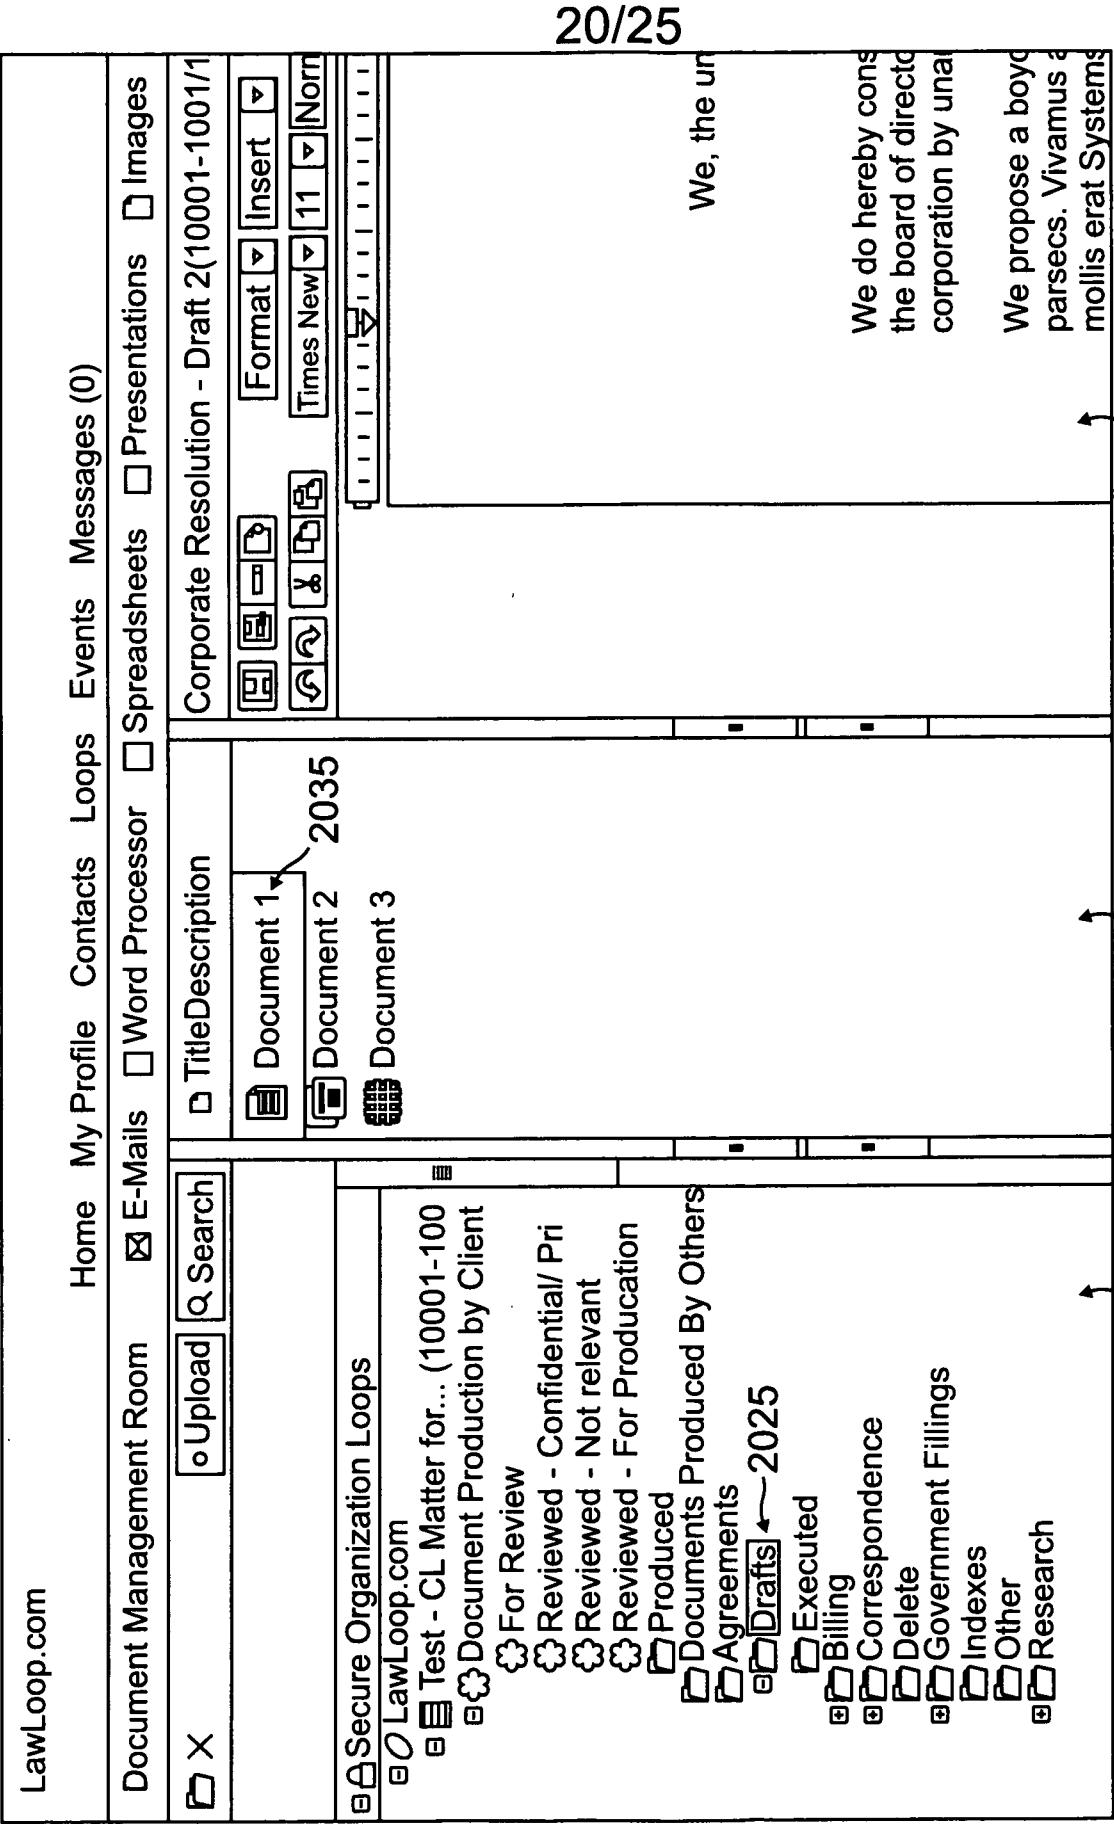 20/25
LawLoop.com
Home My Profile Contacts Loops Events Messages (0)
Document Management Room
E-Mails Word Processor Spreadsheets Presentations Images
Upload Search
Secure Organization Loops
LawLoop.com
Test - CL Matter for... (10001-100
Document Production by Client
For Review
Reviewed - Confidential/ Pri
Reviewed - Not relevant
Reviewed - For Producation
Produced
Documents Produced By Others
Agreements
Drafts 2025
Executed
Billing
Correspondence
Delete
Government Fillings
Indexes
Other
Research
TitleDescription
Document 1
2035
Document 2
Document 3
Corporate Resolution - Draft 2(10001-1001/1
Format Insert
Times New 11 Norn
We, the un
We do hereby cons
the board of directo
corporation by unar
We propose a boyc
parsecs. Vivamus a
mollis erat Systems